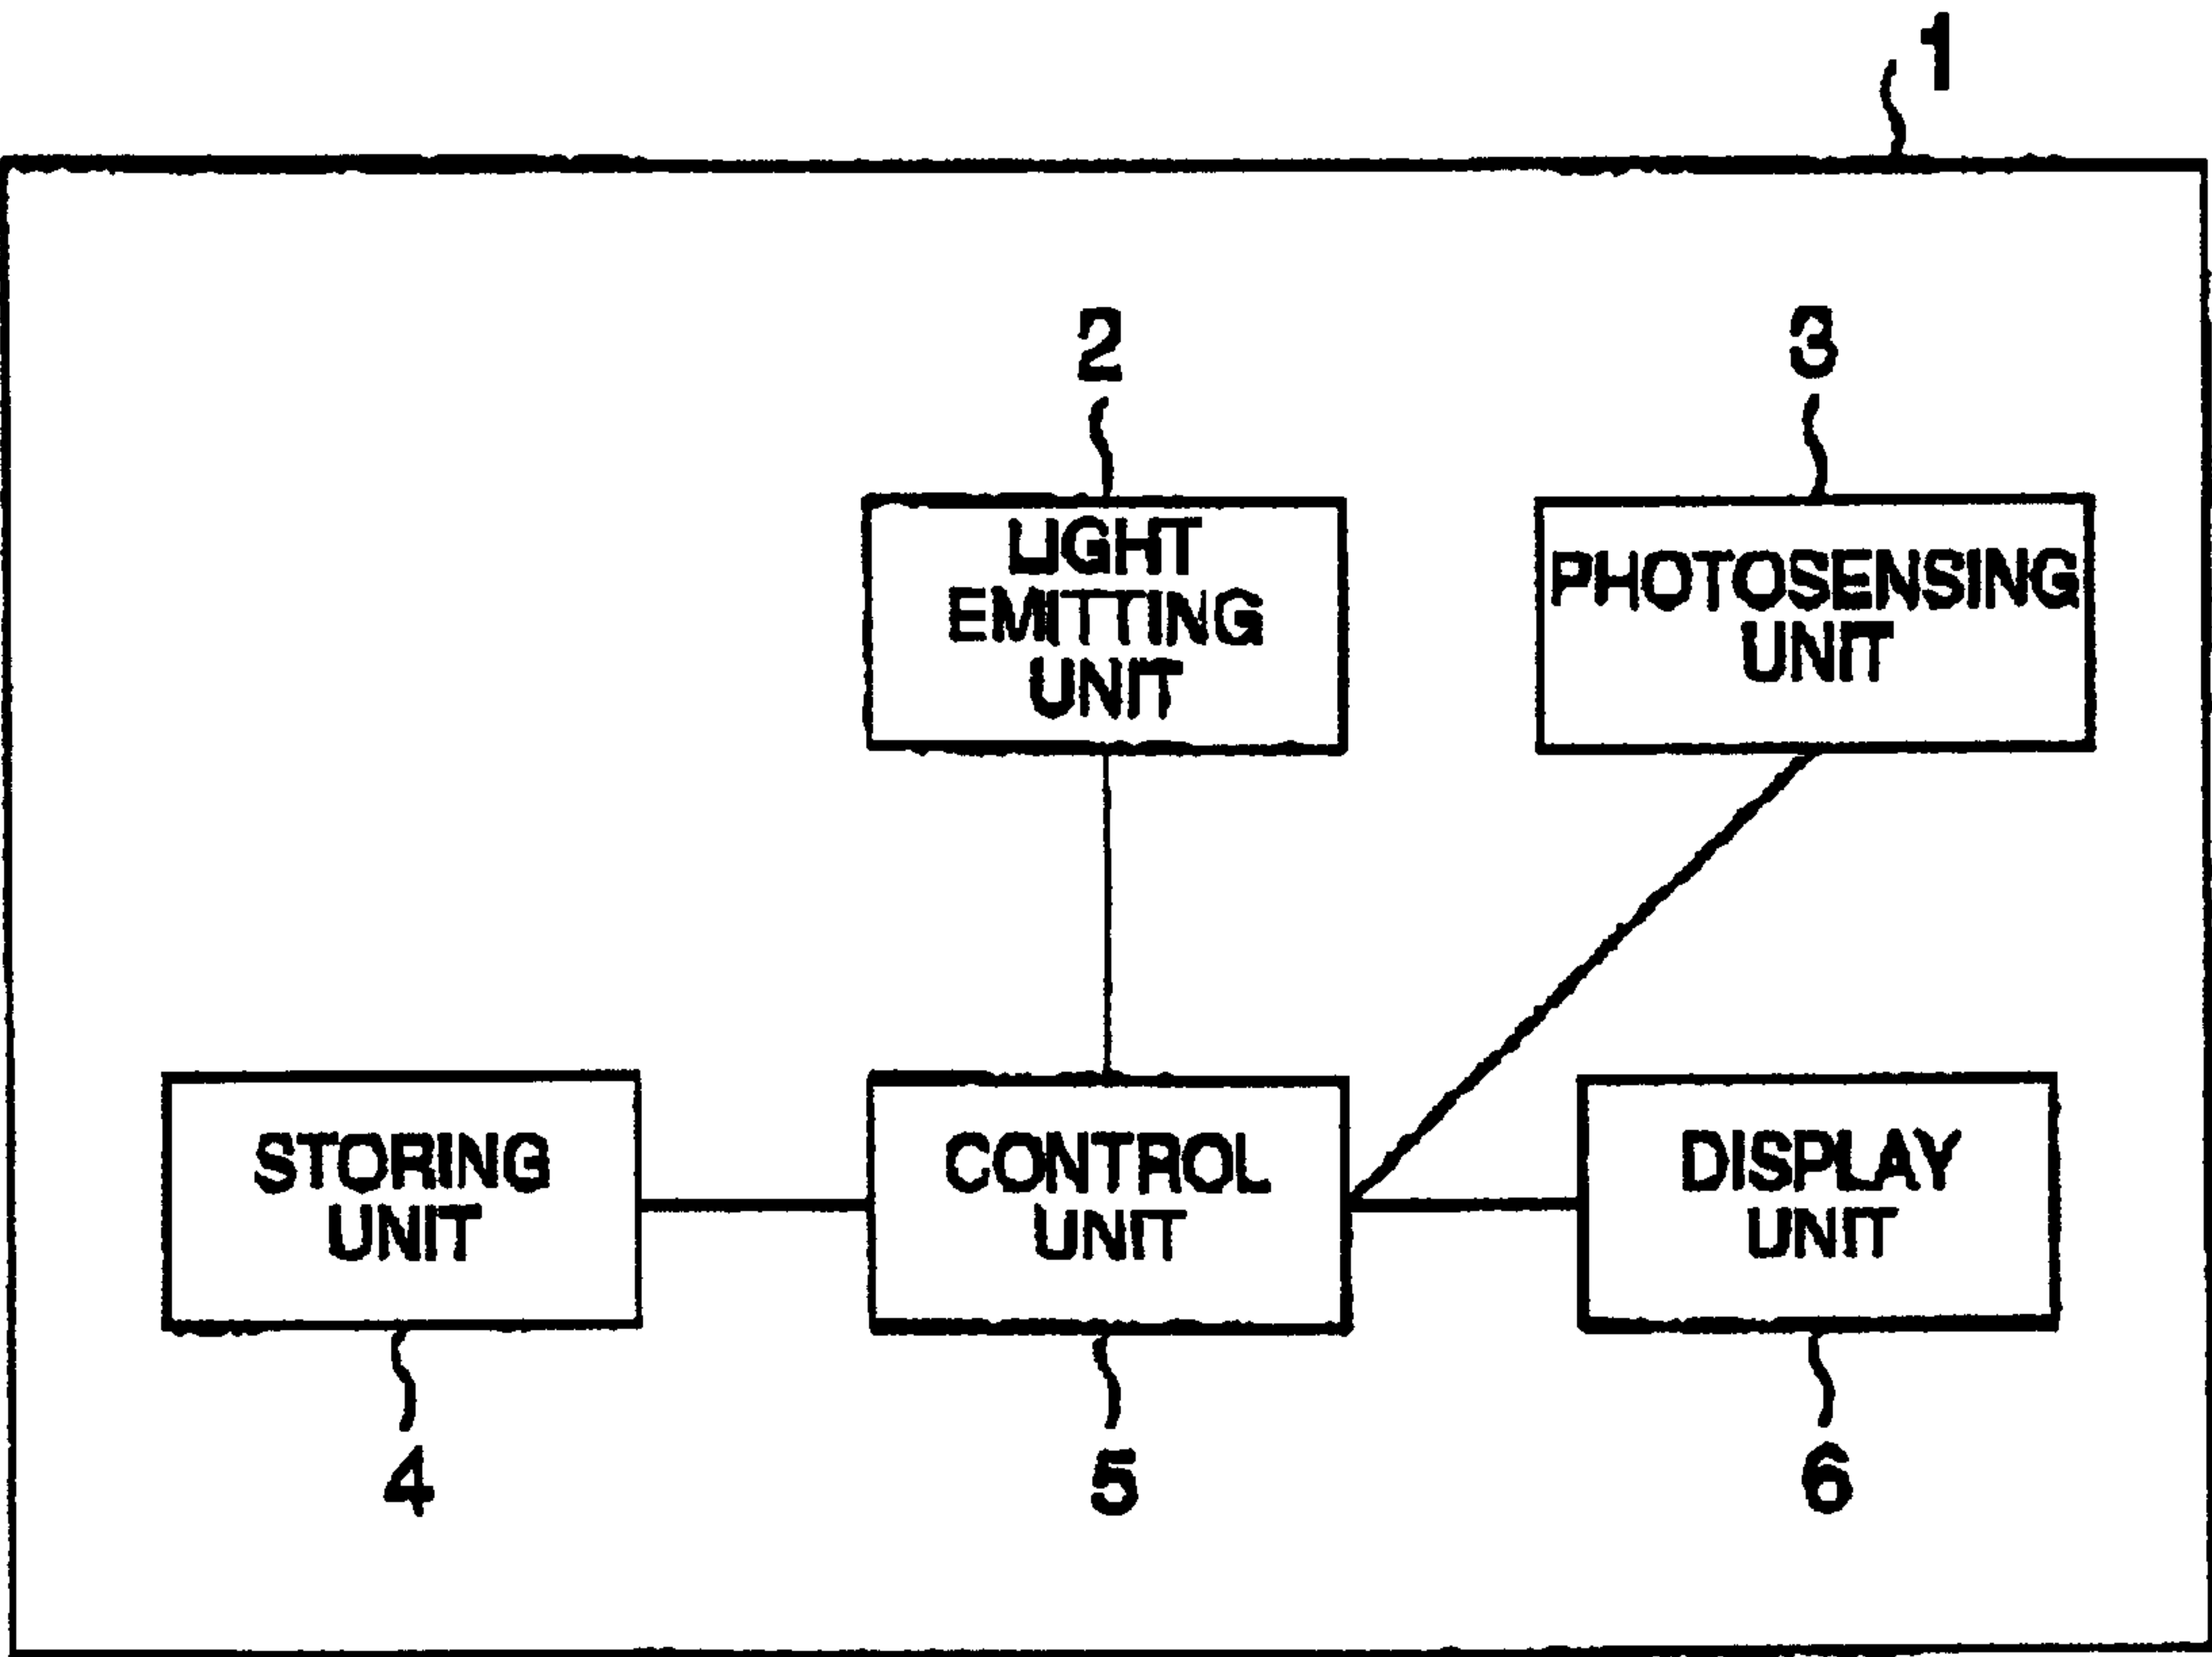 1
2
3
LIGHT
EMITTING
UNIT
PHOTOSENSING
UNIT
STORING
UNIT
CONTROL
UNIT
DISPLAY
UNIT
4
5
6